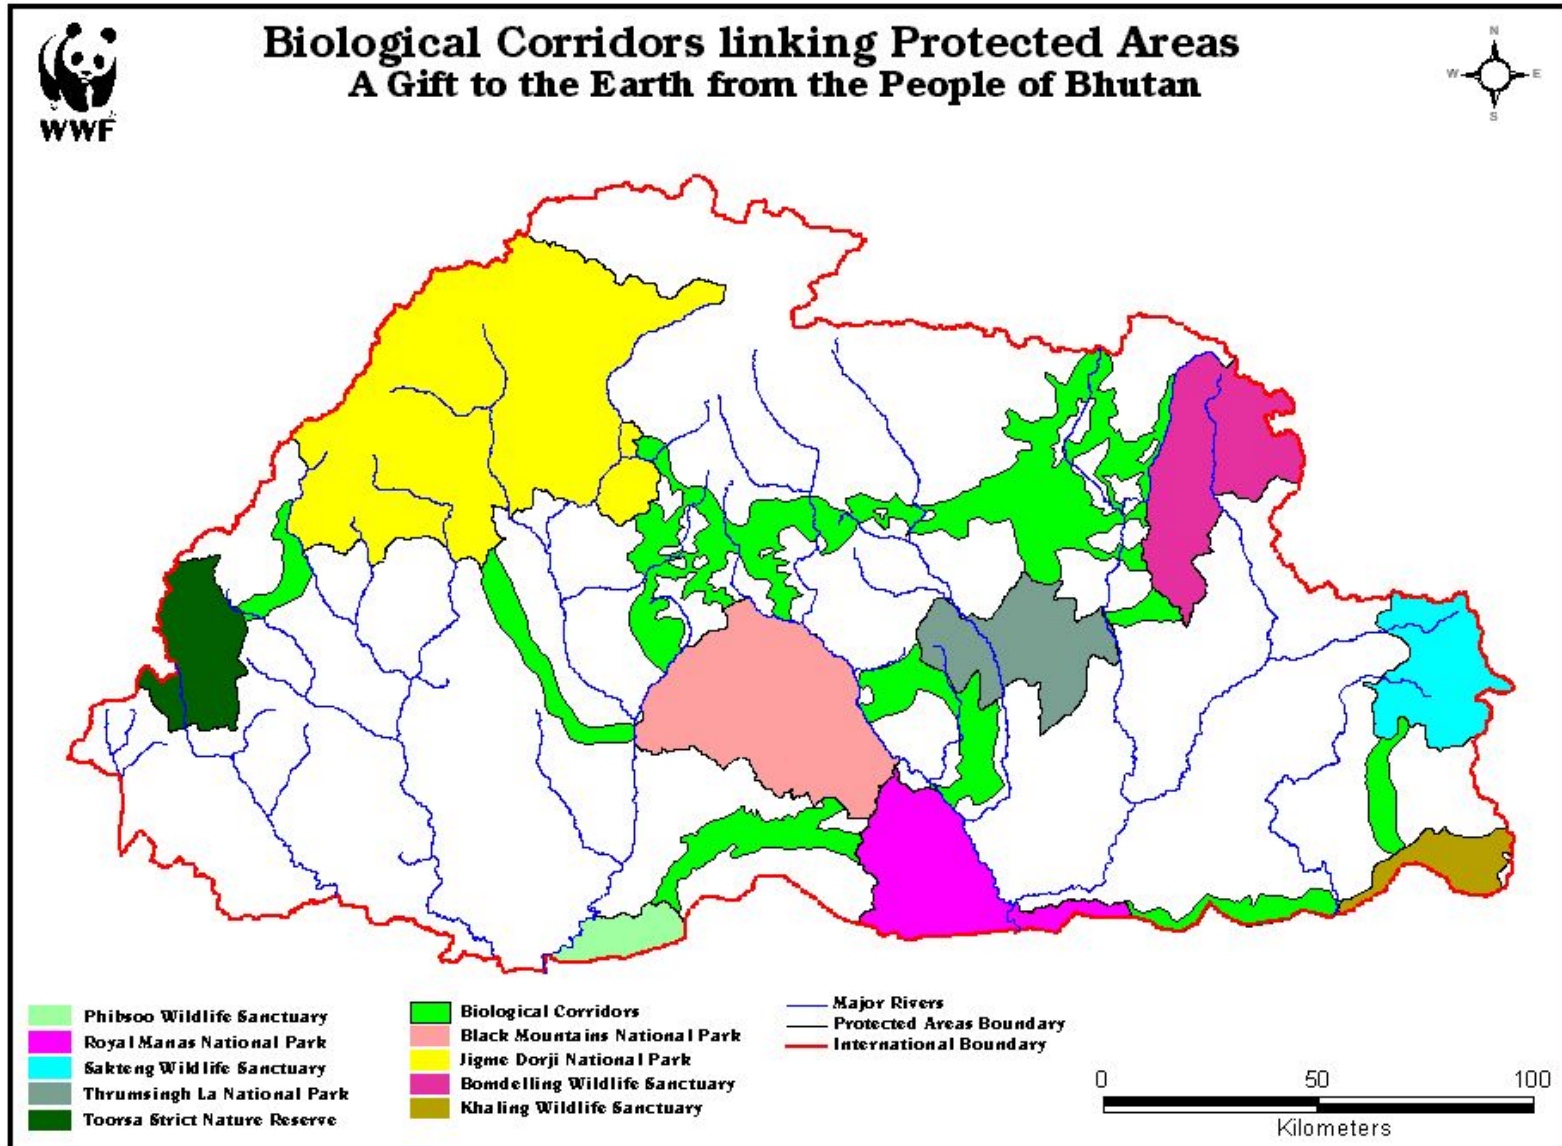 Biological Corridors linking Protected Areas
A Gift to the Earth from the People of Bhutan
WWF
N
W E
S
Phibsoo Wildlife Sanctuary
Royal Manas National Park
Sakteng Wildlife Sanctuary
Thrumsingh La National Park
Toorsa Strict Nature Reserve
Biological Corridors
Black Mountains National Park
Jigme Dorji National Park
Bomdelling Wildlife Sanctuary
Khaling Wildlife Sanctuary
Major Rivers
Protected Areas Boundary
International Boundary
0 50 100
Kilometers